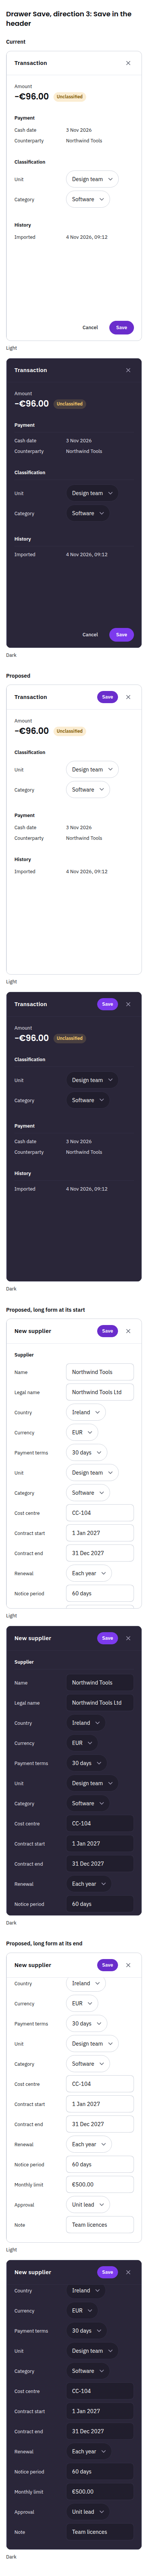 Drawer Save, direction 3: Save in the
header
Current
Transaction
Amount
−€96.00 Unclassified
Payment
Cash date 3 Nov 2026
Counterparty Northwind Tools
Classification
Unit Design team
Category Software
History
Imported 4 Nov 2026, 09:12
Cancel Save
Light
Transaction
Amount
−€96.00 Unclassified
Payment
Cash date 3 Nov 2026
Counterparty Northwind Tools
Classification
Unit Design team
Category Software
History
Imported 4 Nov 2026, 09:12
Cancel Save
Dark
Proposed
Transaction Save
Amount
−€96.00 Unclassified
Classification
Unit Design team
Category Software
Payment
Cash date 3 Nov 2026
Counterparty Northwind Tools
History
Imported 4 Nov 2026, 09:12
Light
Transaction Save
Amount
−€96.00 Unclassified
Classification
Unit Design team
Category Software
Payment
Cash date 3 Nov 2026
Counterparty Northwind Tools
History
Imported 4 Nov 2026, 09:12
Dark
Proposed, long form at its start
New supplier Save
Supplier
Name Northwind Tools
Legal name Northwind Tools Ltd
Country Ireland
Currency EUR
Payment terms 30 days
Unit Design team
Category Software
Cost centre CC-104
Contract start 1 Jan 2027
Contract end 31 Dec 2027
Renewal Each year
Notice period 60 days
Light
New supplier Save
Supplier
Name Northwind Tools
Legal name Northwind Tools Ltd
Country Ireland
Currency EUR
Payment terms 30 days
Unit Design team
Category Software
Cost centre CC-104
Contract start 1 Jan 2027
Contract end 31 Dec 2027
Renewal Each year
Notice period 60 days
Dark
Proposed, long form at its end
New supplier Save
Country Ireland
Currency EUR
Payment terms 30 days
Unit Design team
Category Software
Cost centre CC-104
Contract start 1 Jan 2027
Contract end 31 Dec 2027
Renewal Each year
Notice period 60 days
Monthly limit €500.00
Approval Unit lead
Note Team licences
Light
New supplier Save
Country Ireland
Currency EUR
Payment terms 30 days
Unit Design team
Category Software
Cost centre CC-104
Contract start 1 Jan 2027
Contract end 31 Dec 2027
Renewal Each year
Notice period 60 days
Monthly limit €500.00
Approval Unit lead
Note Team licences
Dark